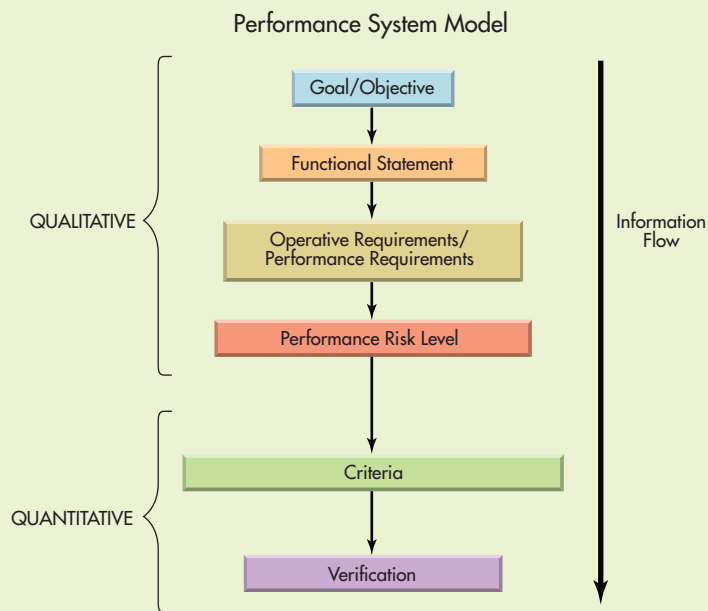 Performance System Model
Goal/Objective
Functional Statement
QUALITATIVE
Operative Requirements/
Performance Requirements
Information
Flow
Performance Risk Level
Criteria
QUANTITATIVE
Verification